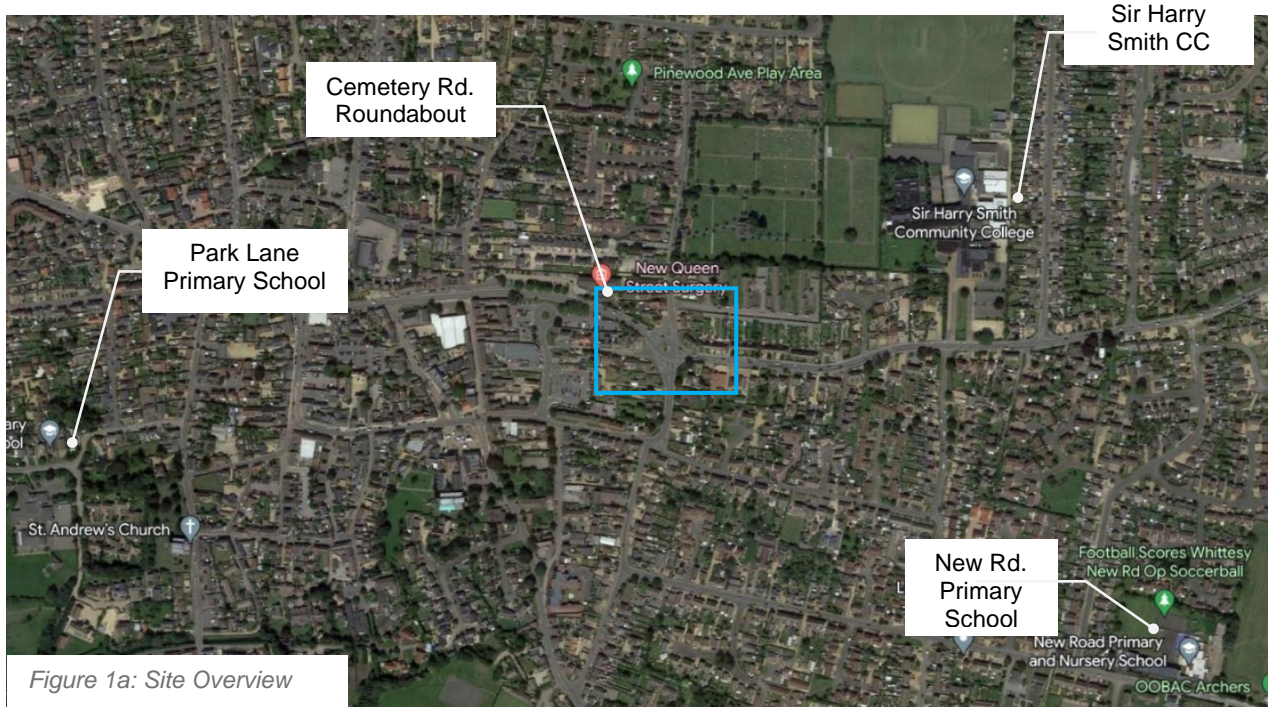 Sir Harry
Smith CC
Cemetery Rd.
Roundabout
Pinewood Ave Play Area
Sir Harry Smith
Community College
Park Lane
Primary School
New Queen
Street Surgery
St. Andrew's Church
New Rd.
Primary
School
Football Scores Whittesy
New Rd Op Soccerball
New Road Primary
and Nursery School
OOBAC Archers
Figure 1a: Site Overview